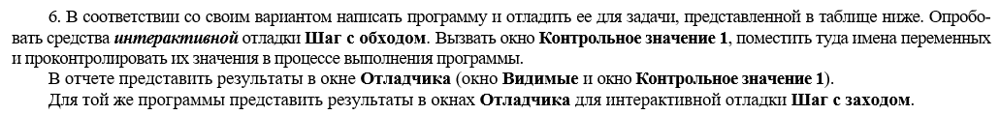 6. В соответствии со своим вариантом написать программу и отладить ее для задачи, представленной в таблице ниже. Опробо-
вать средства интерактивной отладки Шаг с обходом. Вызвать окно Контрольное значение 1, поместить туда имена переменных
и проконтролировать их значения в процессе выполнения программы.
В отчете представить результаты в окне Отладчика (окно Видимые и окно Контрольное значение 1).
Для той же программы представить результаты в окнах Отладчика для интерактивной отладки Шаг с заходом.